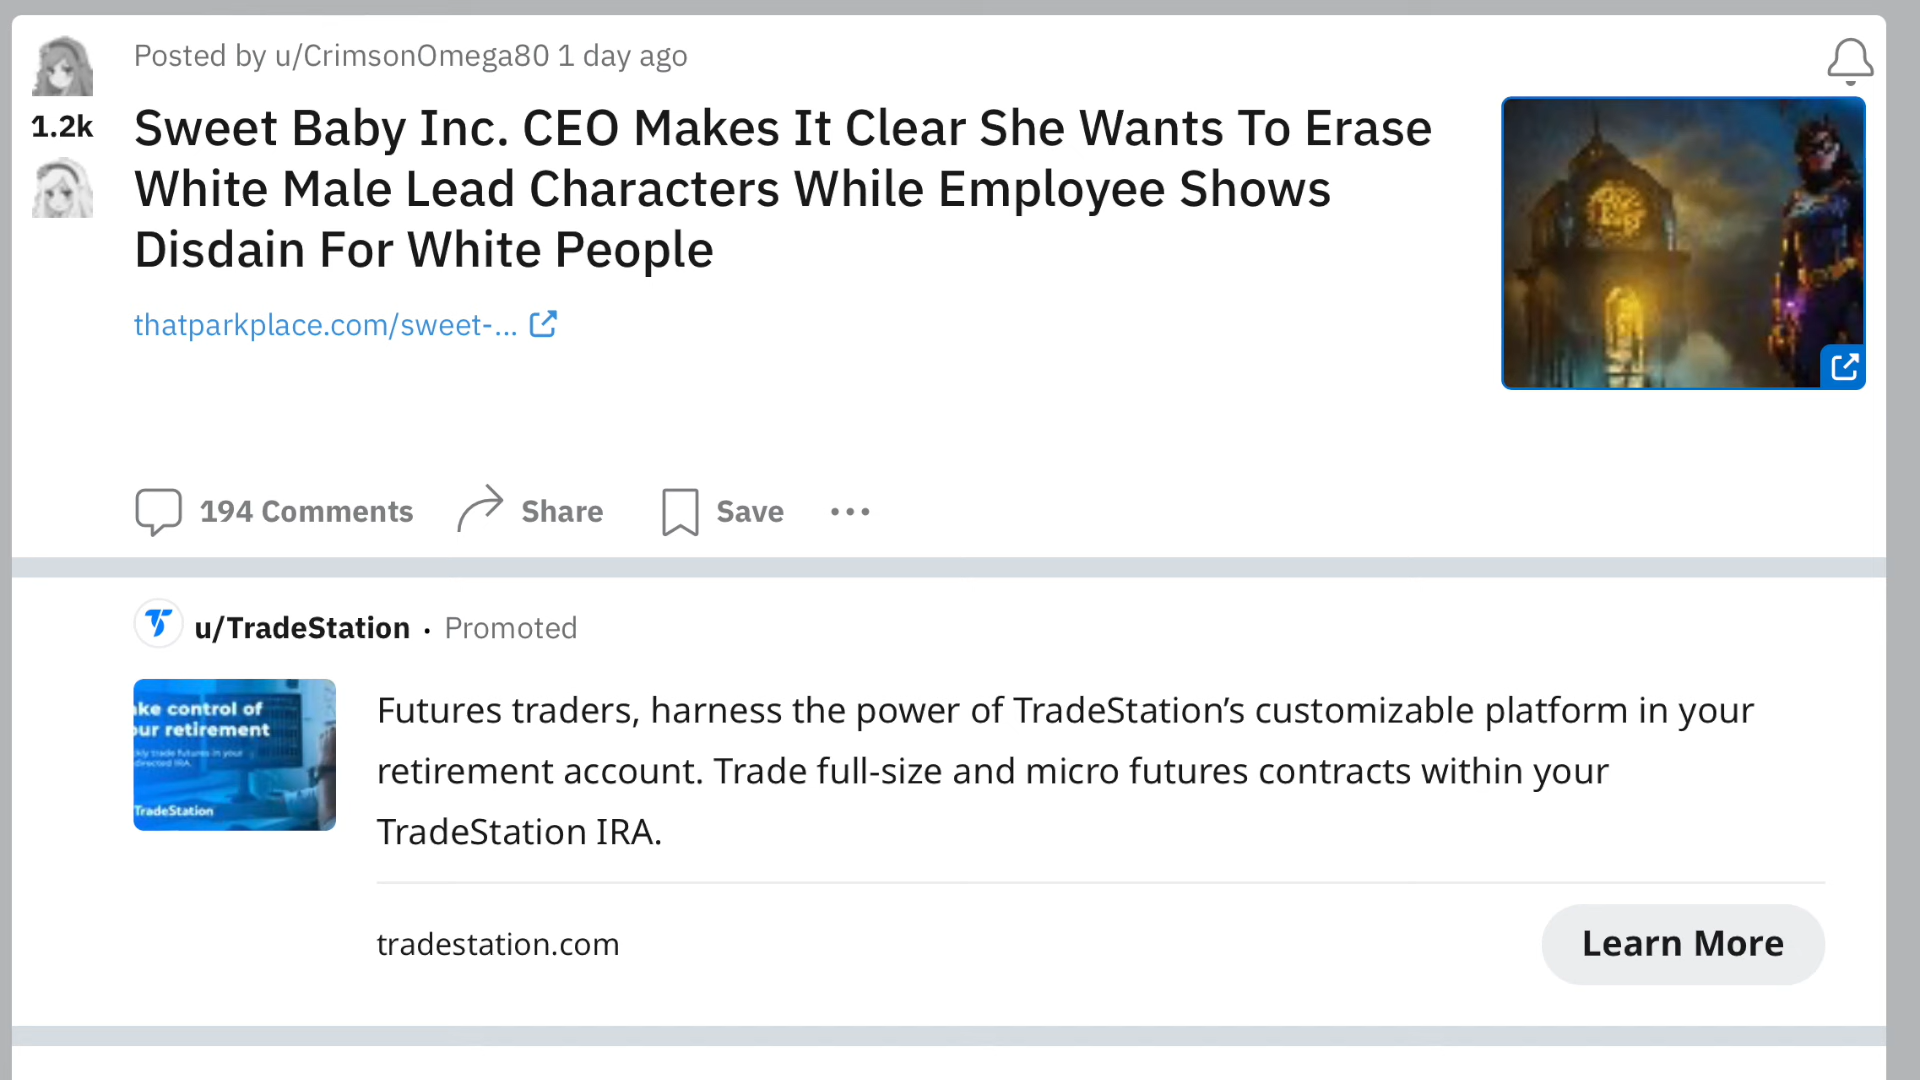 Posted by u/CrimsonOmega80 1 day ago
1.2k
Sweet Baby Inc. CEO Makes It Clear She Wants To Erase
White Male Lead Characters While Employee Shows
Disdain For White People
thatparkplace.com/sweet-...
194 Comments
Share
Save
u/TradeStation · Promoted
ake control of
our retirement
kly trade futures in your
directed IRA.
TradeStation
Futures traders, harness the power of TradeStation’s customizable platform in your
retirement account. Trade full-size and micro futures contracts within your
TradeStation IRA.
tradestation.com
Learn More